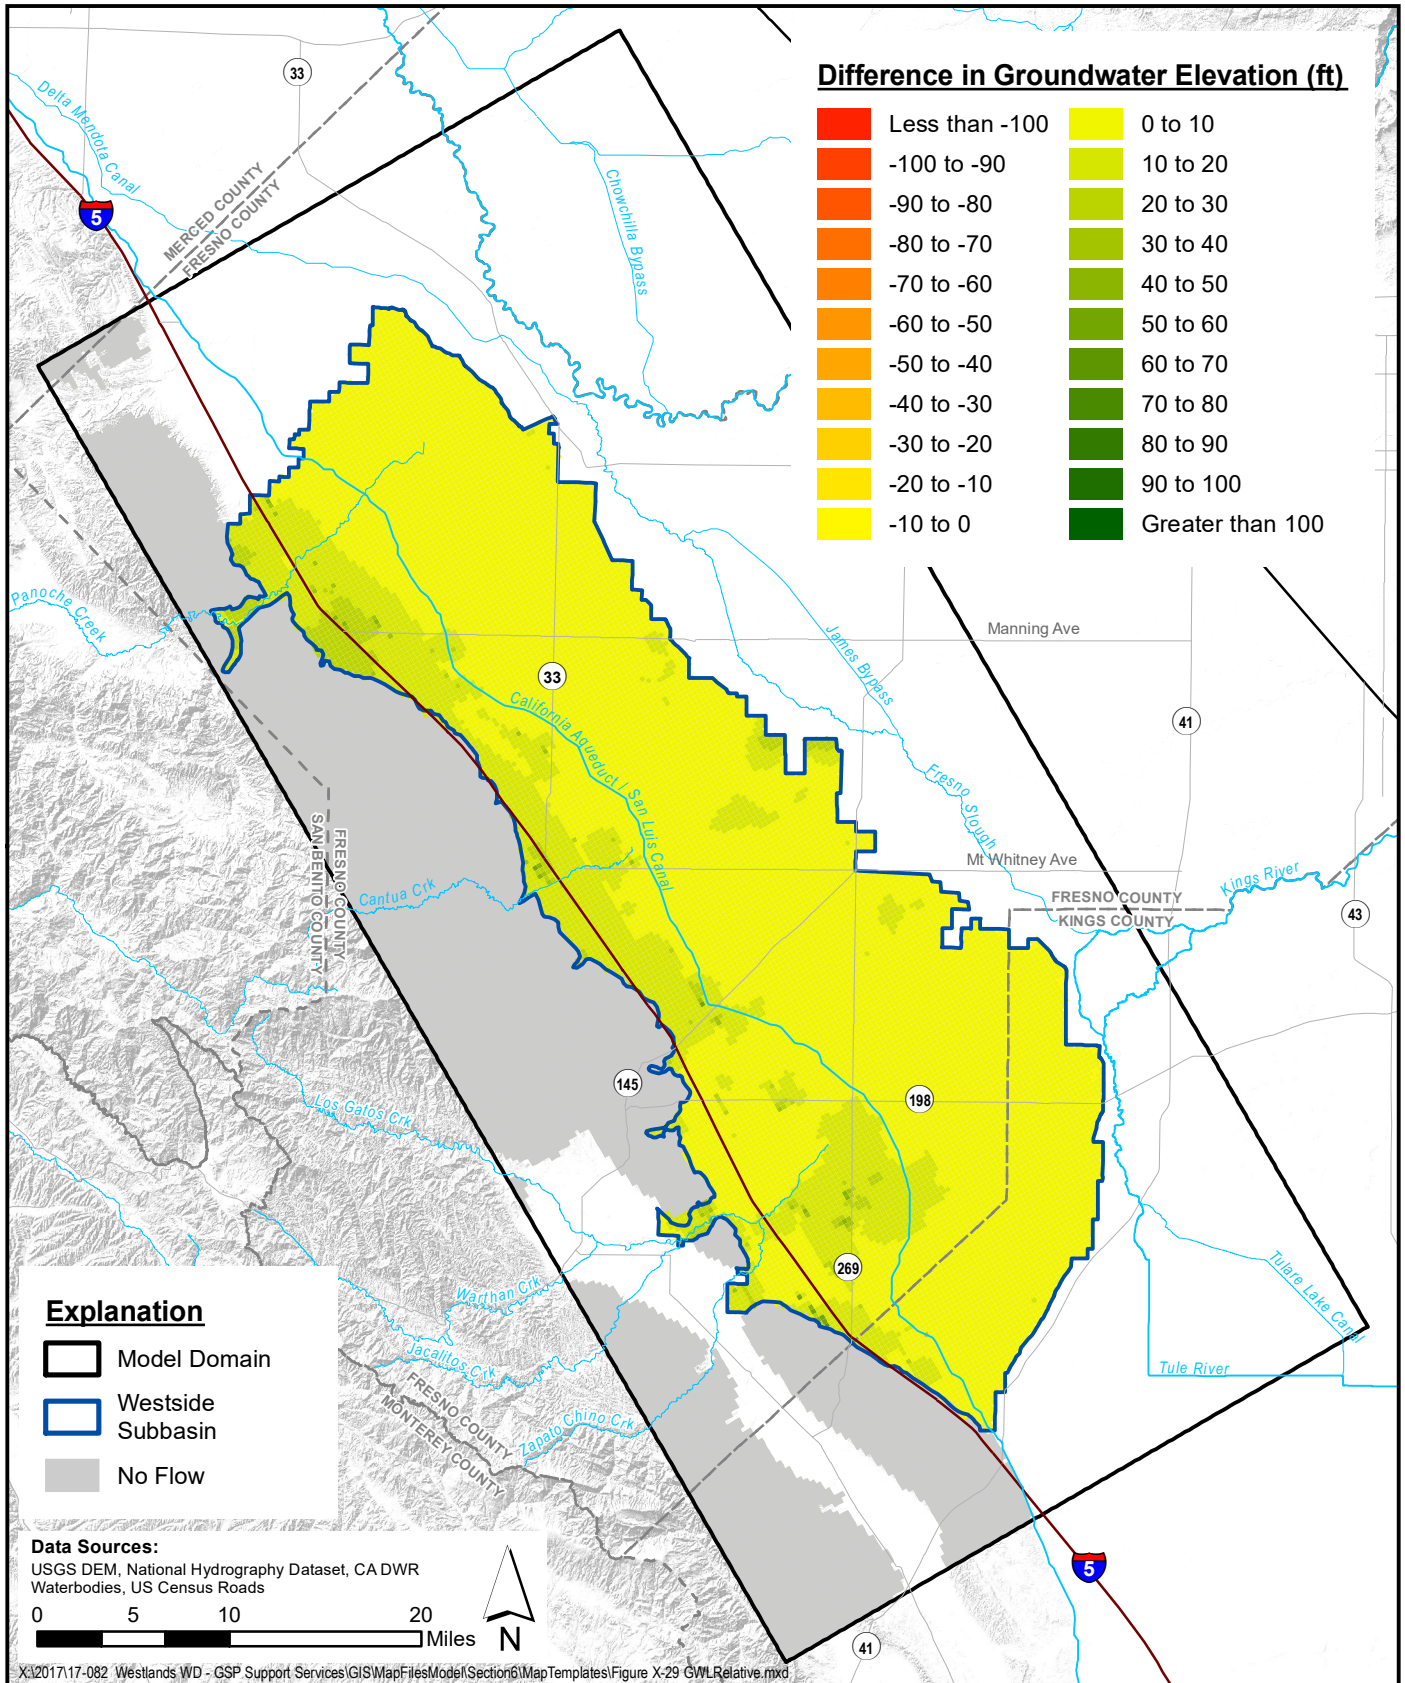 Difference in Groundwater Elevation (ft)
Less than -100
-100 to -90
-90 to -80
-80 to -70
-70 to -60
-60 to -50
-50 to -40
-40 to -30
-30 to -20
-20 to -10
-10 to 0
0 to 10
10 to 20
20 to 30
30 to 40
40 to 50
50 to 60
60 to 70
70 to 80
80 to 90
90 to 100
Greater than 100
33
Delta Mendota Canal
5
MERCED COUNTY
FRESNO COUNTY
Chowchilla Bypass
Panoche Creek
Manning Ave
James Bypass
33
California Aqueduct / San Luis Canal
41
Fresno Slough
SAN BENITO COUNTY
FRESNO COUNTY
Mt Whitney Ave
Kings River
Cantua Crk
FRESNO COUNTY
KINGS COUNTY
43
145
Los Gatos Crk
198
269
Tulare Lake Canal
Warthan Crk
Jacalitos Crk
Tule River
FRESNO COUNTY
MONTEREY COUNTY
Zapato Chino Crk
5
41
Explanation
Model Domain
Westside
Subbasin
No Flow
Data Sources:
USGS DEM, National Hydrography Dataset, CA DWR
Waterbodies, US Census Roads
0 5 10 20
Miles
N
X:\2017\17-082 Westlands WD - GSP Support Services\GIS\MapFilesModel\Section6\MapTemplates\Figure X-29 GWLRelative.mxd